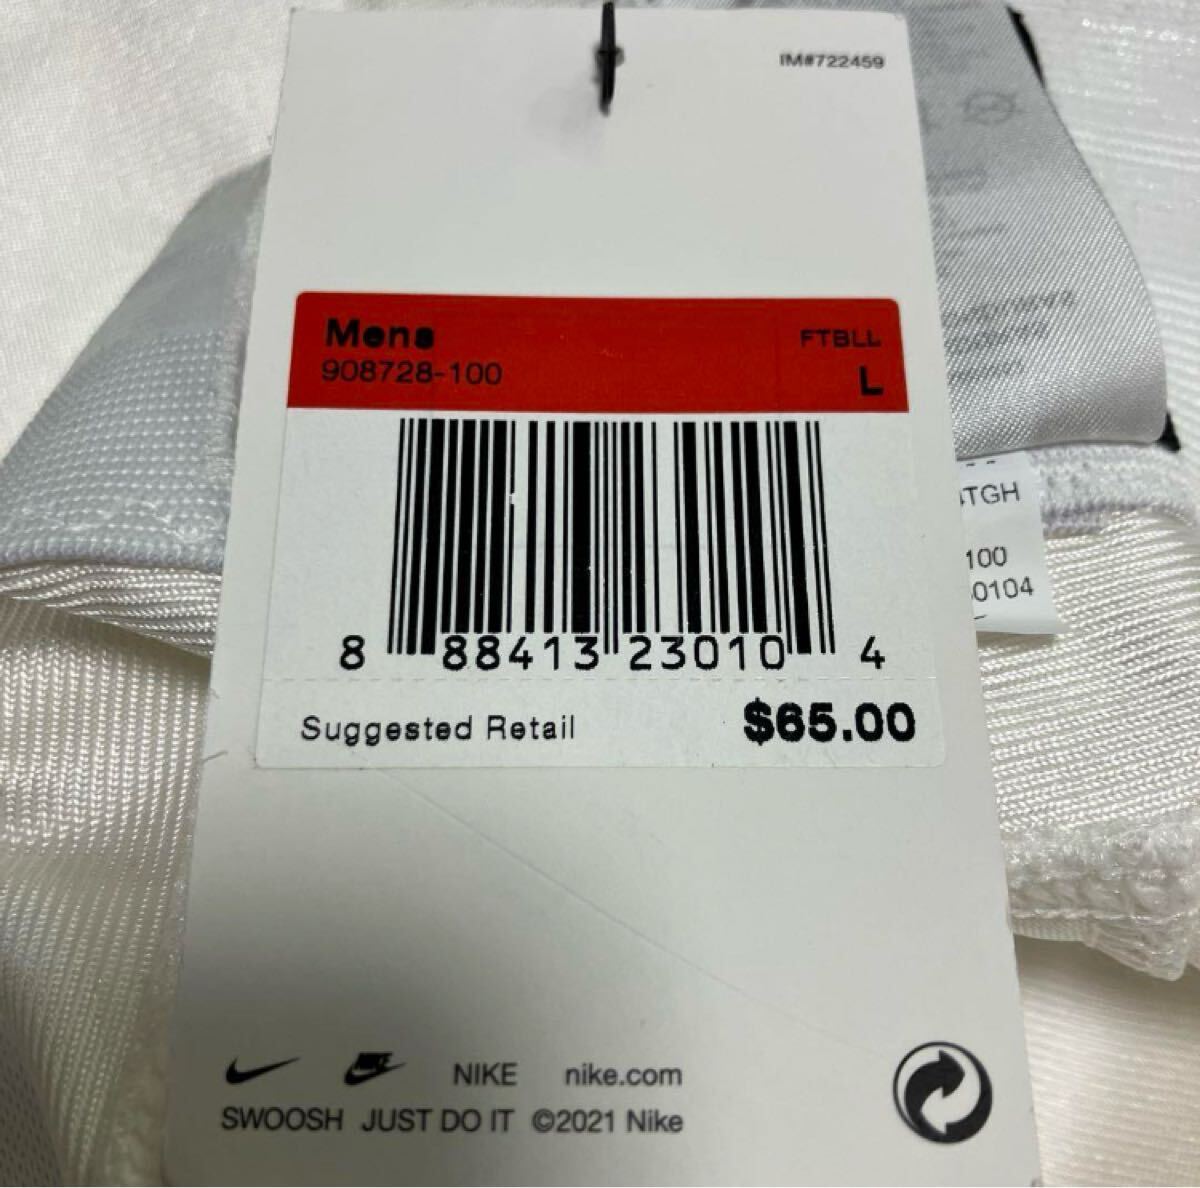 IM#722459
Mens FTBLL
908728-100 L
TGH
100
0104
8 88413 23010 4
Suggested Retail $65.00
NIKE nike.com
SWOOSH JUST DO IT ©2021 Nike